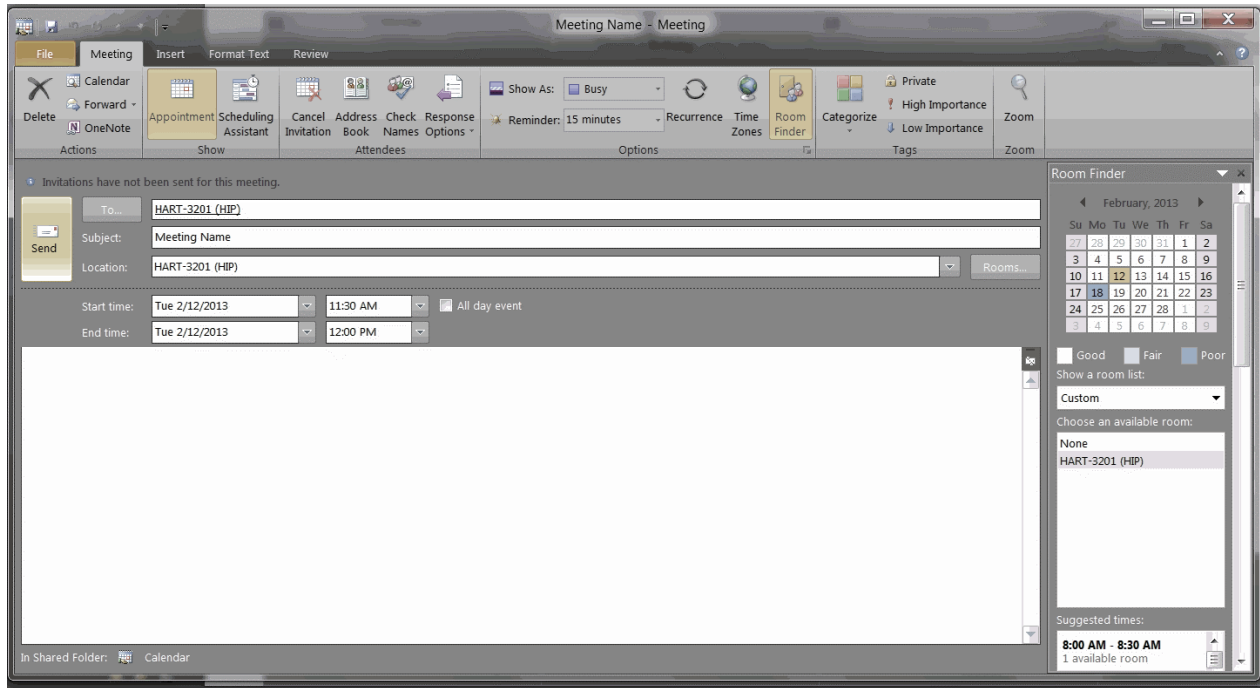 Meeting Name - Meeting
File Meeting Insert Format Text Review
Delete
Calendar
Forward
OneNote
Actions
Appointment
Scheduling Assistant
Show
Cancel Invitation
Address Book
Check Names
Response Options
Attendees
Show As: Busy
Reminder: 15 minutes
Recurrence
Time Zones
Room Finder
Options
Categorize
Private
High Importance
Low Importance
Tags
Zoom
Zoom
Invitations have not been sent for this meeting.
Send
To... HART-3201 (HIP)
Subject: Meeting Name
Location: HART-3201 (HIP) Rooms...
Start time: Tue 2/12/2013 11:30 AM All day event
End time: Tue 2/12/2013 12:00 PM
In Shared Folder: Calendar
Room Finder
February, 2013
Su Mo Tu We Th Fr Sa
27 28 29 30 31 1 2
3 4 5 6 7 8 9
10 11 12 13 14 15 16
17 18 19 20 21 22 23
24 25 26 27 28 1 2
3 4 5 6 7 8 9
Good Fair Poor
Show a room list:
Custom
Choose an available room:
None
HART-3201 (HIP)
Suggested times:
8:00 AM - 8:30 AM
1 available room